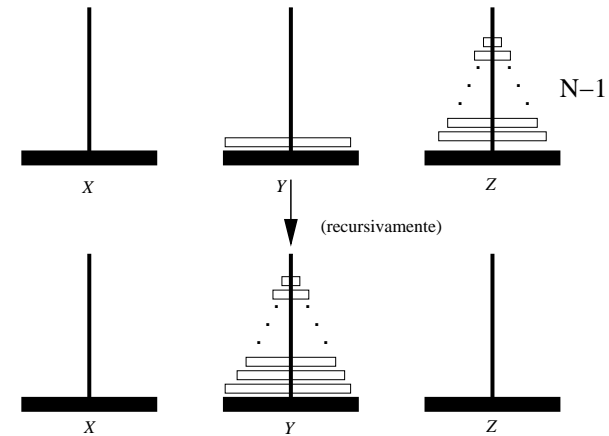 N–1
X Y Z
(recursivamente)
X Y Z